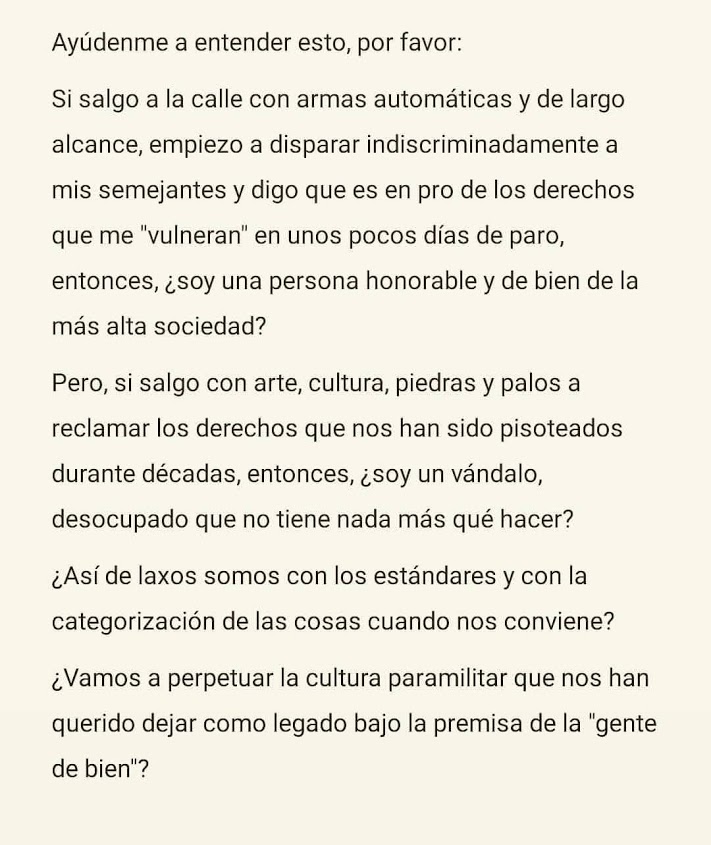 Ayúdenme a entender esto, por favor:
Si salgo a la calle con armas automáticas y de largo
alcance, empiezo a disparar indiscriminadamente a
mis semejantes y digo que es en pro de los derechos
que me "vulneran" en unos pocos días de paro,
entonces, ¿soy una persona honorable y de bien de la
más alta sociedad?
Pero, si salgo con arte, cultura, piedras y palos a
reclamar los derechos que nos han sido pisoteados
durante décadas, entonces, ¿soy un vándalo,
desocupado que no tiene nada más qué hacer?
¿Así de laxos somos con los estándares y con la
categorización de las cosas cuando nos conviene?
¿Vamos a perpetuar la cultura paramilitar que nos han
querido dejar como legado bajo la premisa de la "gente
de bien"?